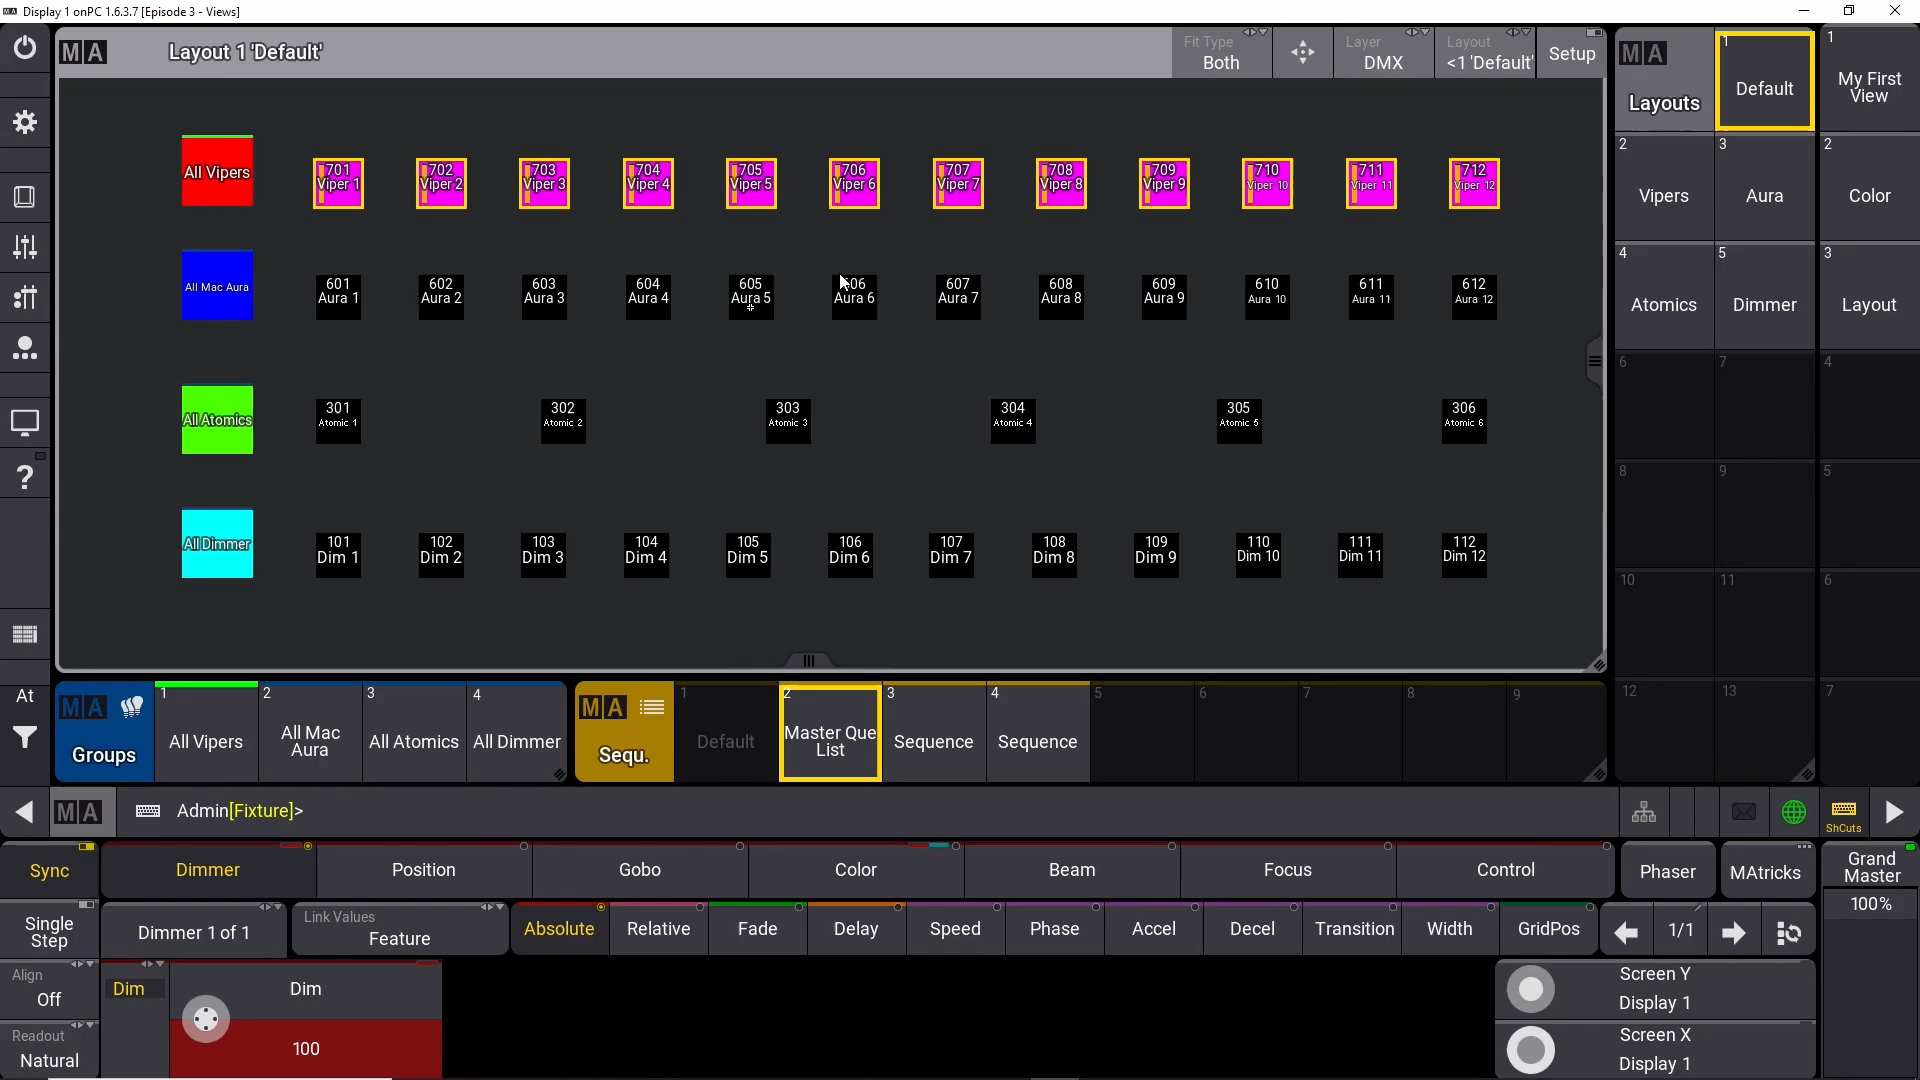 Display 1 onPC 1.6.3.7 [Episode 3 - Views]
MA
Layout 1 'Default'
Fit Type
Both
Layer
DMX
Layout
<1 'Default'
Setup
All Vipers
701
Viper 1
702
Viper 2
703
Viper 3
704
Viper 4
705
Viper 5
706
Viper 6
707
Viper 7
708
Viper 8
709
Viper 9
710
Viper 10
711
Viper 11
712
Viper 12
All Mac Aura
601
Aura 1
602
Aura 2
603
Aura 3
604
Aura 4
605
Aura 5
606
Aura 6
607
Aura 7
608
Aura 8
609
Aura 9
610
Aura 10
611
Aura 11
612
Aura 12
All Atomics
301
Atomic 1
302
Atomic 2
303
Atomic 3
304
Atomic 4
305
Atomic 5
306
Atomic 6
All Dimmer
101
Dim 1
102
Dim 2
103
Dim 3
104
Dim 4
105
Dim 5
106
Dim 6
107
Dim 7
108
Dim 8
109
Dim 9
110
Dim 10
111
Dim 11
112
Dim 12
MA
Layouts
1
Default
2
Vipers
3
Aura
4
Atomics
5
Dimmer
6
7
8
9
10
11
12
13
1
My First
View
2
Color
3
Layout
4
5
6
7
At
MA
Groups
1
All Vipers
2
All Mac
Aura
3
All Atomics
4
All Dimmer
MA
Sequ.
1
Default
2
Master Que
List
3
Sequence
4
Sequence
5
6
7
8
9
MA
Admin[Fixture]>
ShCuts
Sync
Dimmer
Position
Gobo
Color
Beam
Focus
Control
Phaser
MAtricks
Grand
Master
100%
Single
Step
Dimmer 1 of 1
Link Values
Feature
Absolute
Relative
Fade
Delay
Speed
Phase
Accel
Decel
Transition
Width
GridPos
1/1
Align
Off
Dim
Dim
100
Readout
Natural
Screen Y
Display 1
Screen X
Display 1